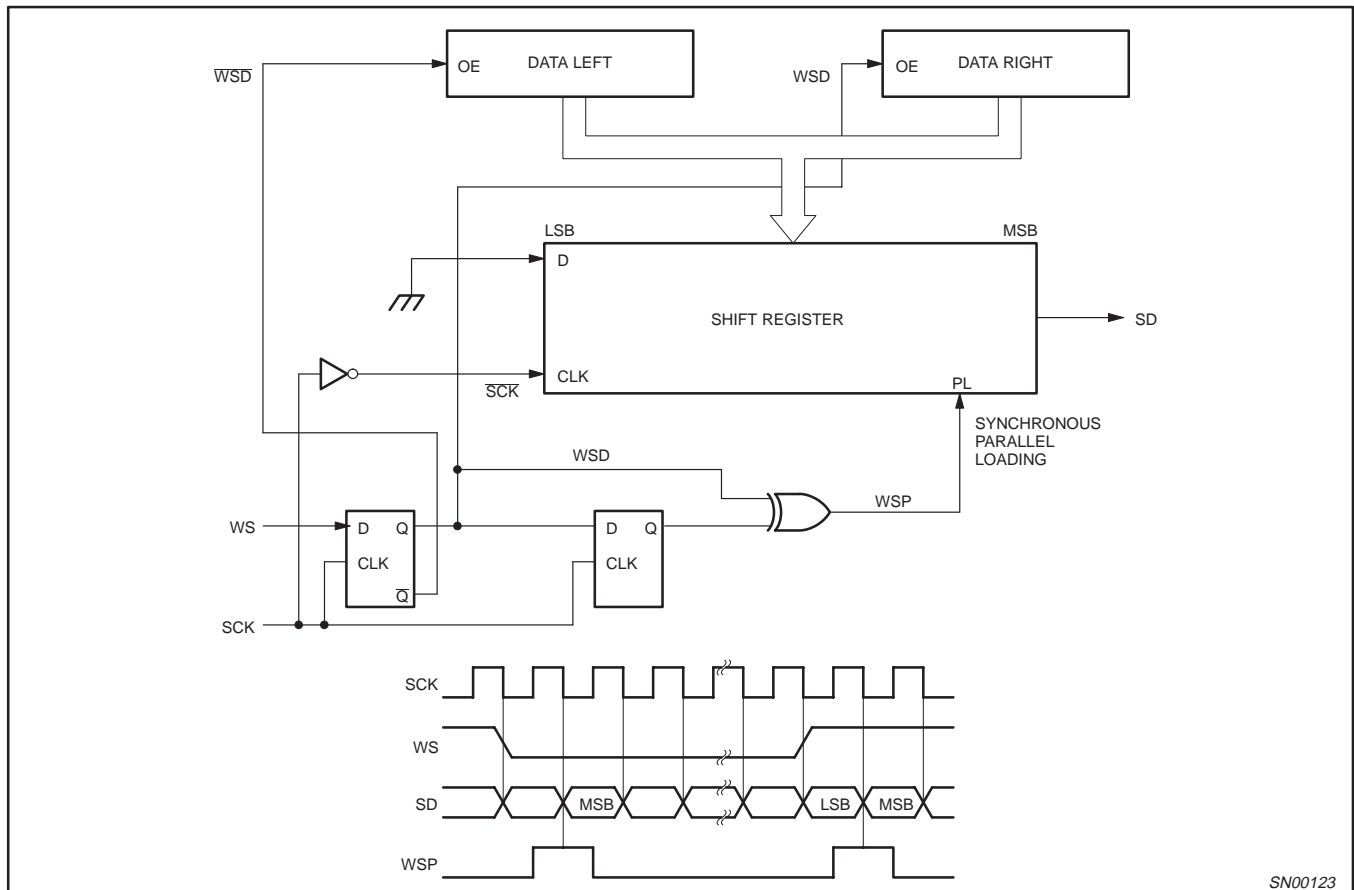 WSD
OE
DATA LEFT
WSD
OE
DATA RIGHT
LSB
MSB
D
SHIFT REGISTER
SD
CLK
SCK
PL
SYNCHRONOUS
PARALLEL
LOADING
WSD
WSP
WS
D
Q
CLK
Q
D
Q
CLK
SCK
SCK
WS
SD
MSB
LSB
MSB
WSP
SN00123